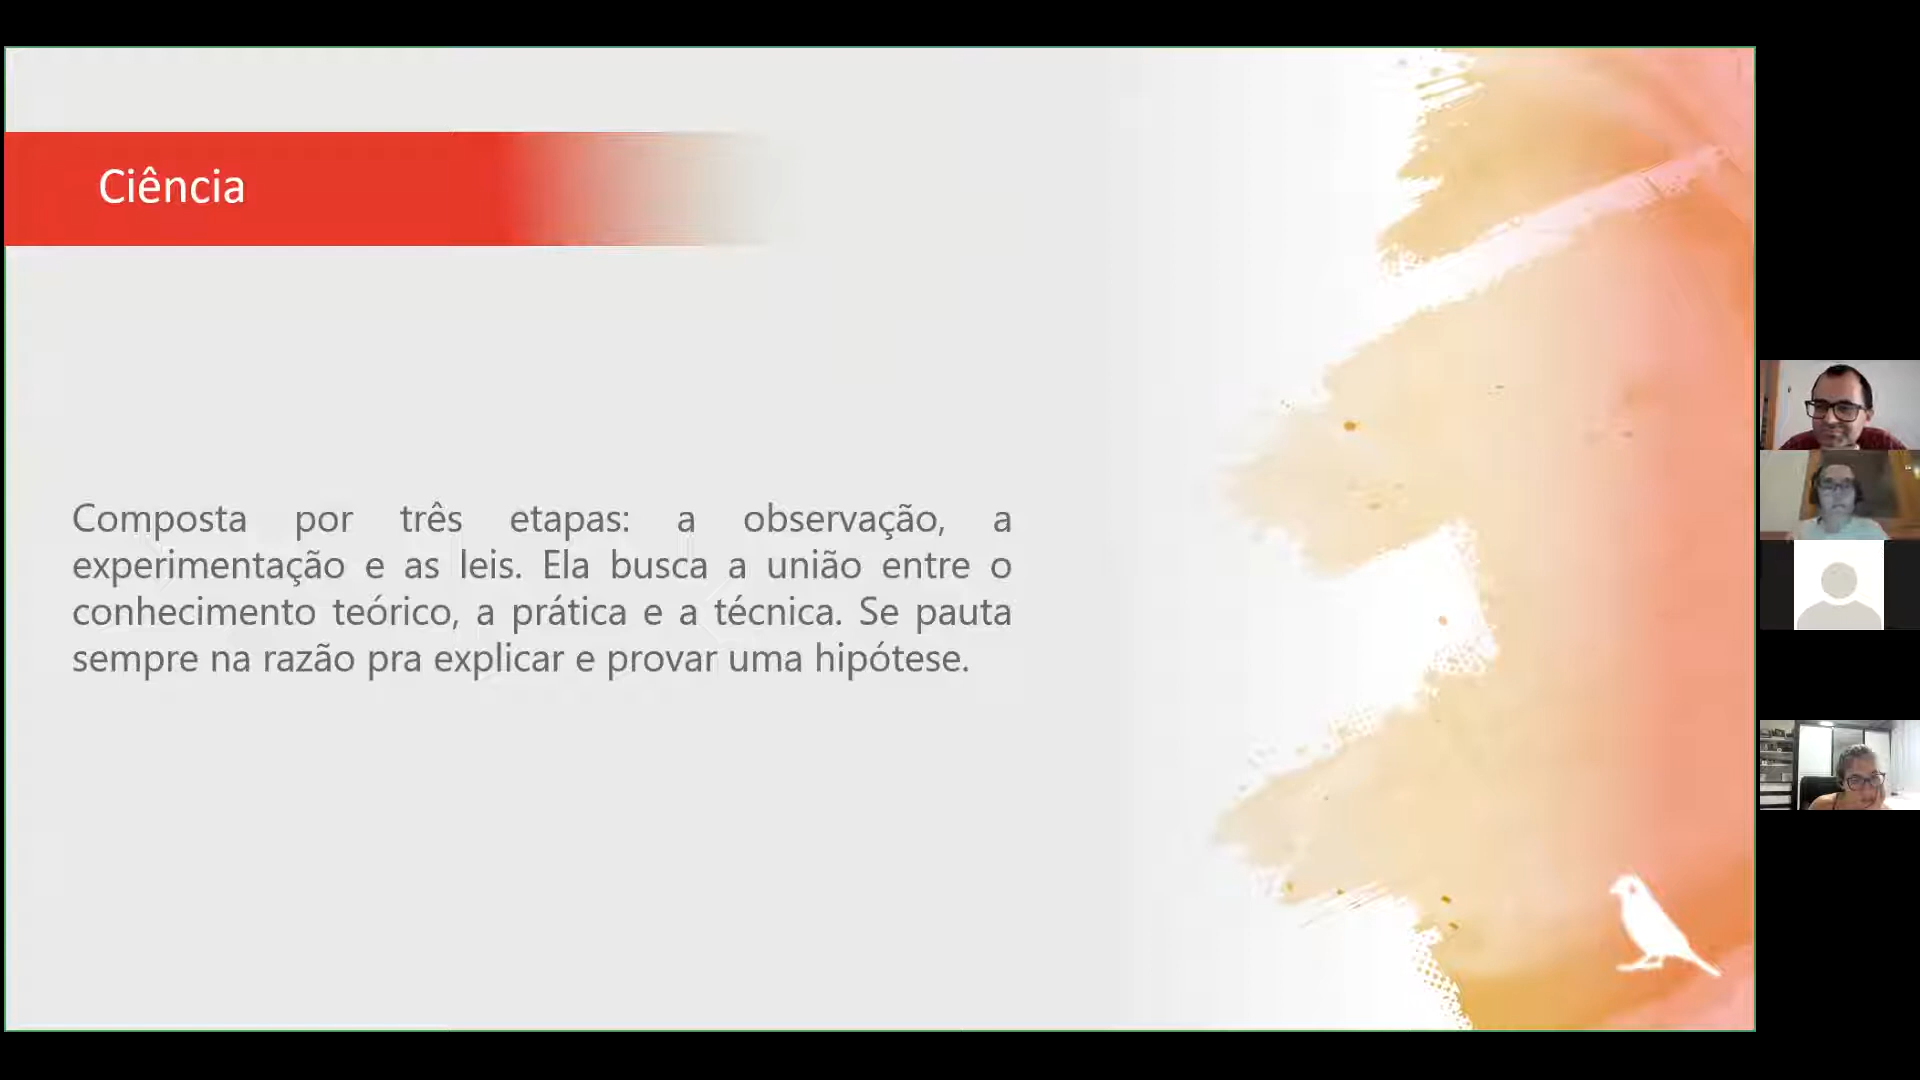 Ciência
Composta por três etapas: a observação, a
experimentação e as leis. Ela busca a união entre o
conhecimento teórico, a prática e a técnica. Se pauta
sempre na razão pra explicar e provar uma hipótese.